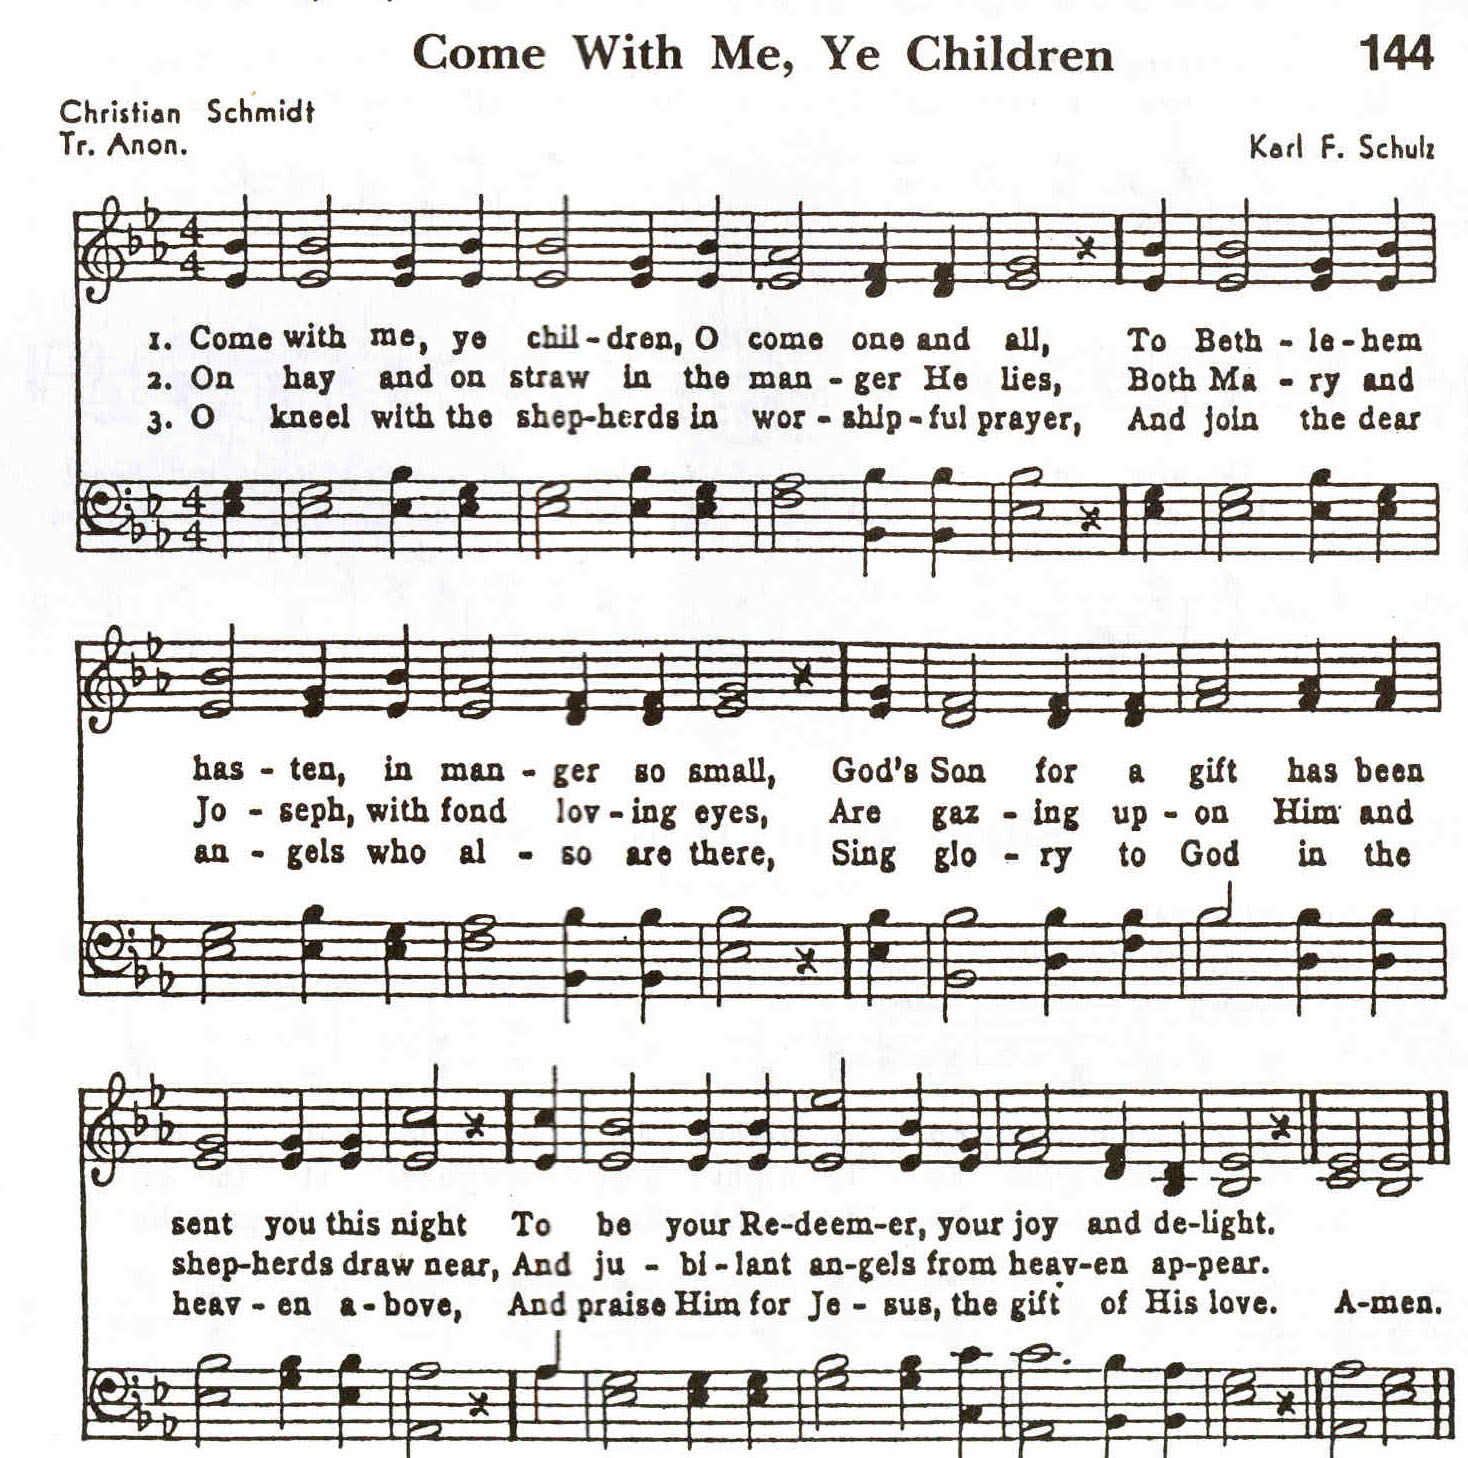 Come With Me, Ye Children 144
Christian Schmidt
Tr. Anon.
Karl F. Schulz
4
4
1. Come with me, ye chil-dren, O come one and all, To Beth-le-hem
2. On hay and on straw in the man-ger He lies, Both Ma-ry and
3. O kneel with the shep-herds in wor-ship-ful prayer, And join the dear
4
4
has-ten, in man-ger so small, God's Son for a gift has been
Jo-seph, with fond lov-ing eyes, Are gaz-ing up-on Him and
an-gels who al-so are there, Sing glo-ry to God in the
sent you this night To be your Re-deem-er, your joy and de-light.
shep-herds draw near, And ju-bi-lant an-gels from heav-en ap-pear.
heav-en a-bove, And praise Him for Je-sus, the gift of His love. A-men.